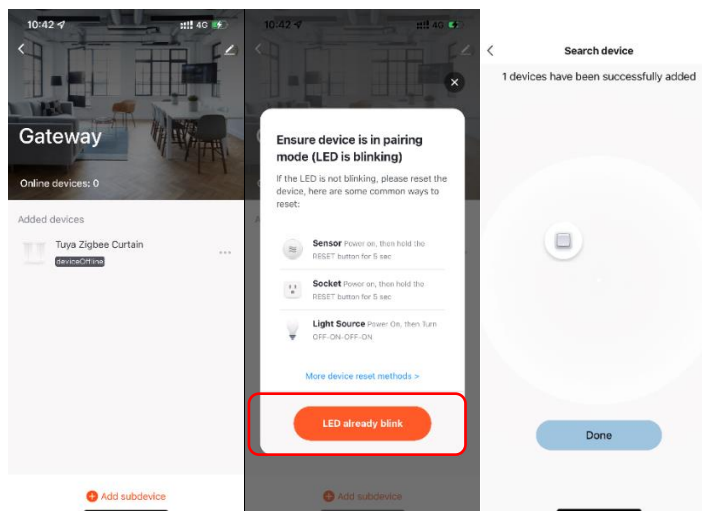 10:42
4G
Gateway
Online devices: 0
Added devices
Tuya Zigbee Curtain
deviceOffline
Add subdevice
10:42
4G
Ensure device is in pairing
mode (LED is blinking)
If the LED is not blinking, please reset the
device, here are some common ways to
reset:
Sensor Power on, then hold the
RESET button for 5 sec
Socket Power on, then hold the
RESET button for 5 sec
Light Source Power On, then Turn
OFF-ON-OFF-ON
More device reset methods >
LED already blink
Add subdevice
Search device
1 devices have been successfully added
Done